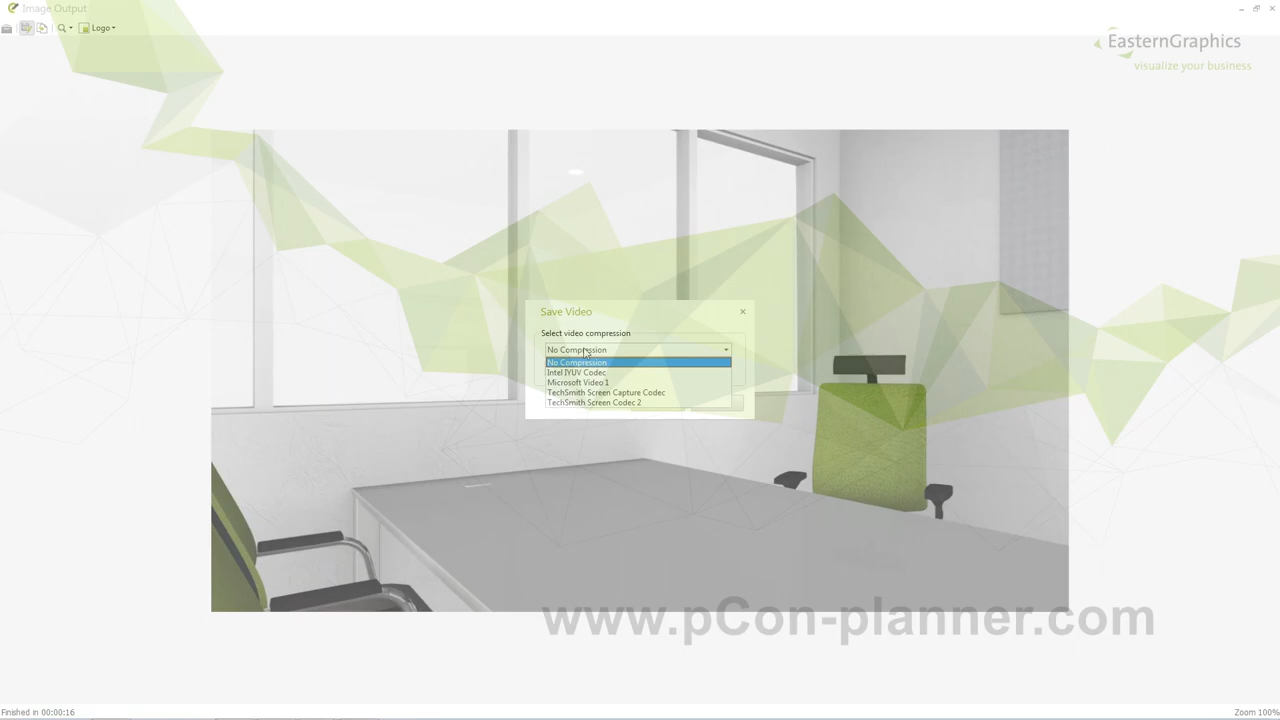 Image Output
Logo
EasternGraphics
visualize your business
Save Video
Select video compression
No Compression
No Compression
Intel IYUV Codec
Microsoft Video 1
TechSmith Screen Capture Codec
TechSmith Screen Codec 2
www.pCon-planner.com
Finished in 00:00:16
Zoom 100%